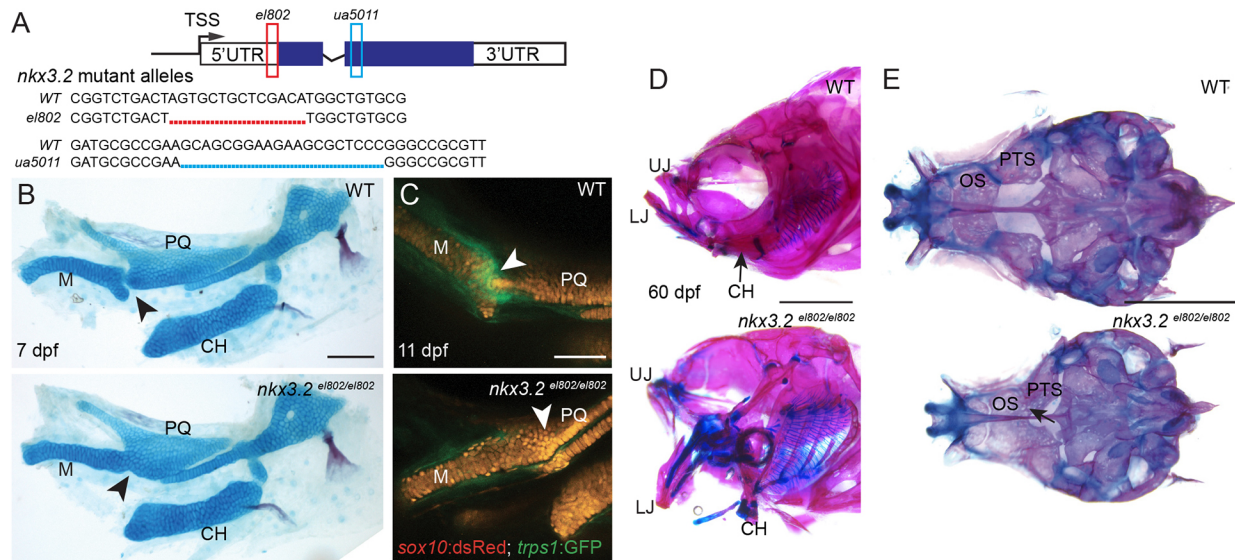 A
TSS
el802
ua5011
5'UTR
3'UTR
nkx3.2 mutant alleles
WT CGGTCTGACTAGTGCTGCTCGACATGGCTGTGCG
el802 CGGTCTGACT TGGCTGTGCG
WT GATGCGCCGAAGCAGCGGAAGAAGCGCTCCCGGGCCGCGTT
ua5011 GATGCGCCGAA GGGCCGCGTT
B
WT
PQ
M
CH
7 dpf
nkx3.2 el802/el802
PQ
M
CH
C
WT
M
PQ
11 dpf
nkx3.2 el802/el802
PQ
M
sox10:dsRed; trps1:GFP
D
WT
UJ
LJ
60 dpf
CH
nkx3.2 el802/el802
UJ
LJ
CH
E
WT
PTS
OS
nkx3.2 el802/el802
PTS
OS